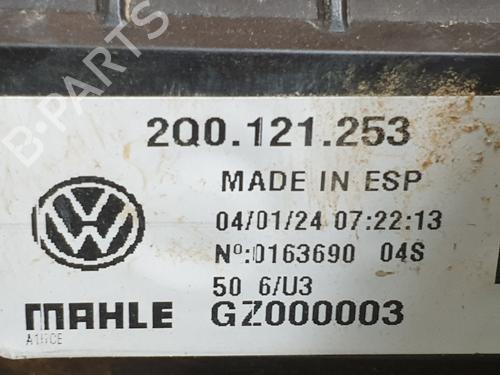 B-PARTS
2Q0.121.253
MADE IN ESP
04/01/24 07:22:13
Nº:0163690 04S
50 6/U3
MAHLE GZ000003